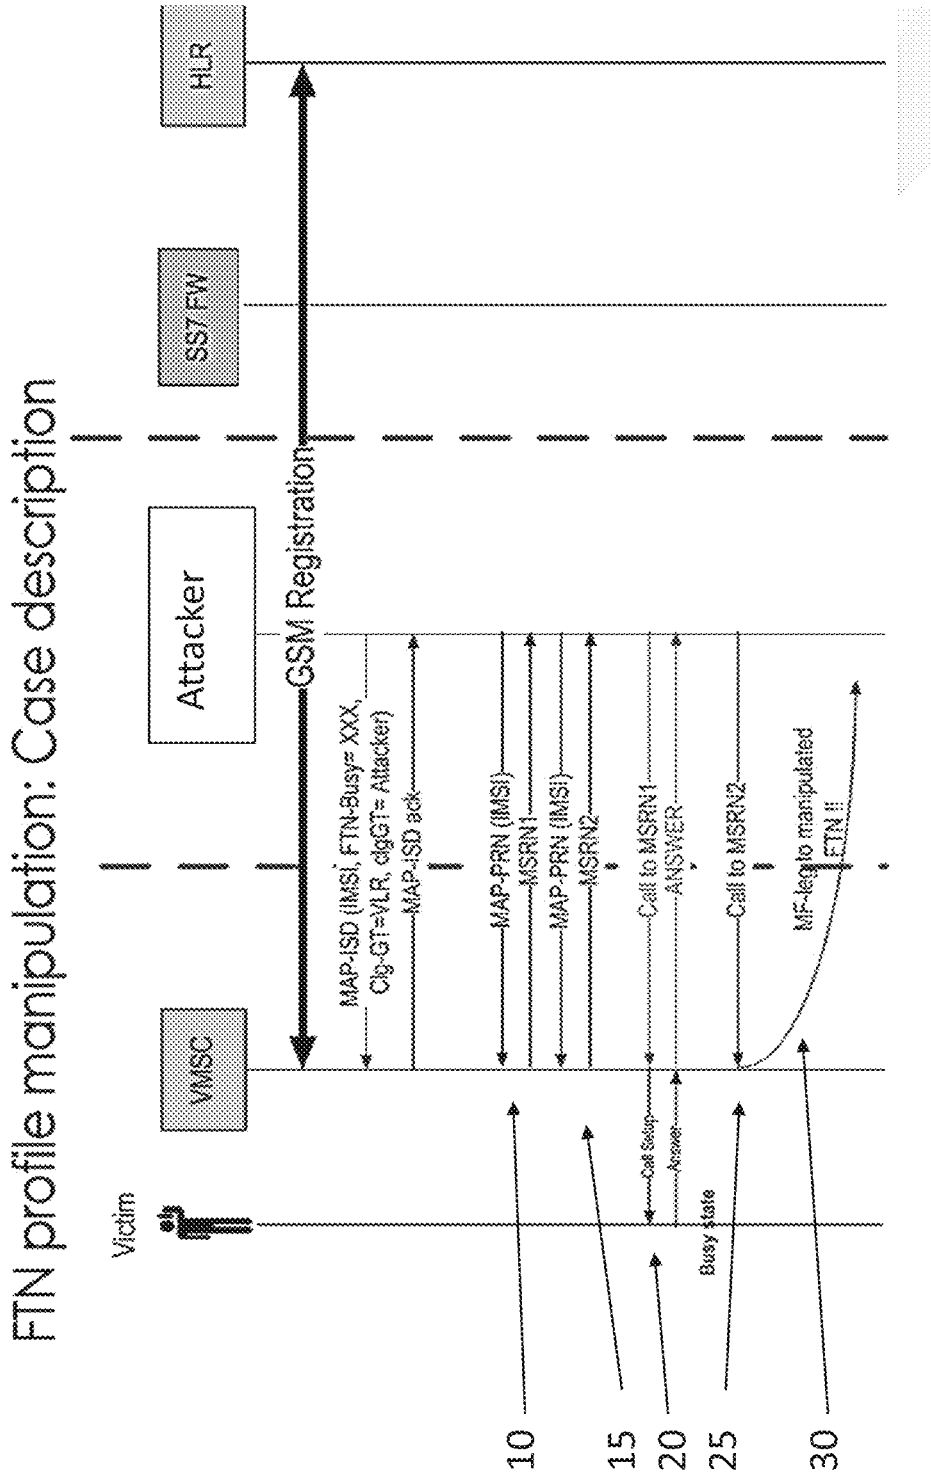 FTN profile manipulation: Case description
Victim
VMSC
Attacker
SS7 FW
HLR
GSM Registration
MAP-ISD (IMSI, FTN-Busy= XXX,
Clg-GT=VLR, clgGT= Attacker)
MAP-ISD ack
10
MAP-PRN (IMSI)
MSRN1
MAP-PRN (IMSI)
MSRN2
15
Call Setup
Call to MSRN1
20
Answer
ANSWER
Busy state
25
Call to MSRN2
MF-leg to manipulated
FTN !!
30